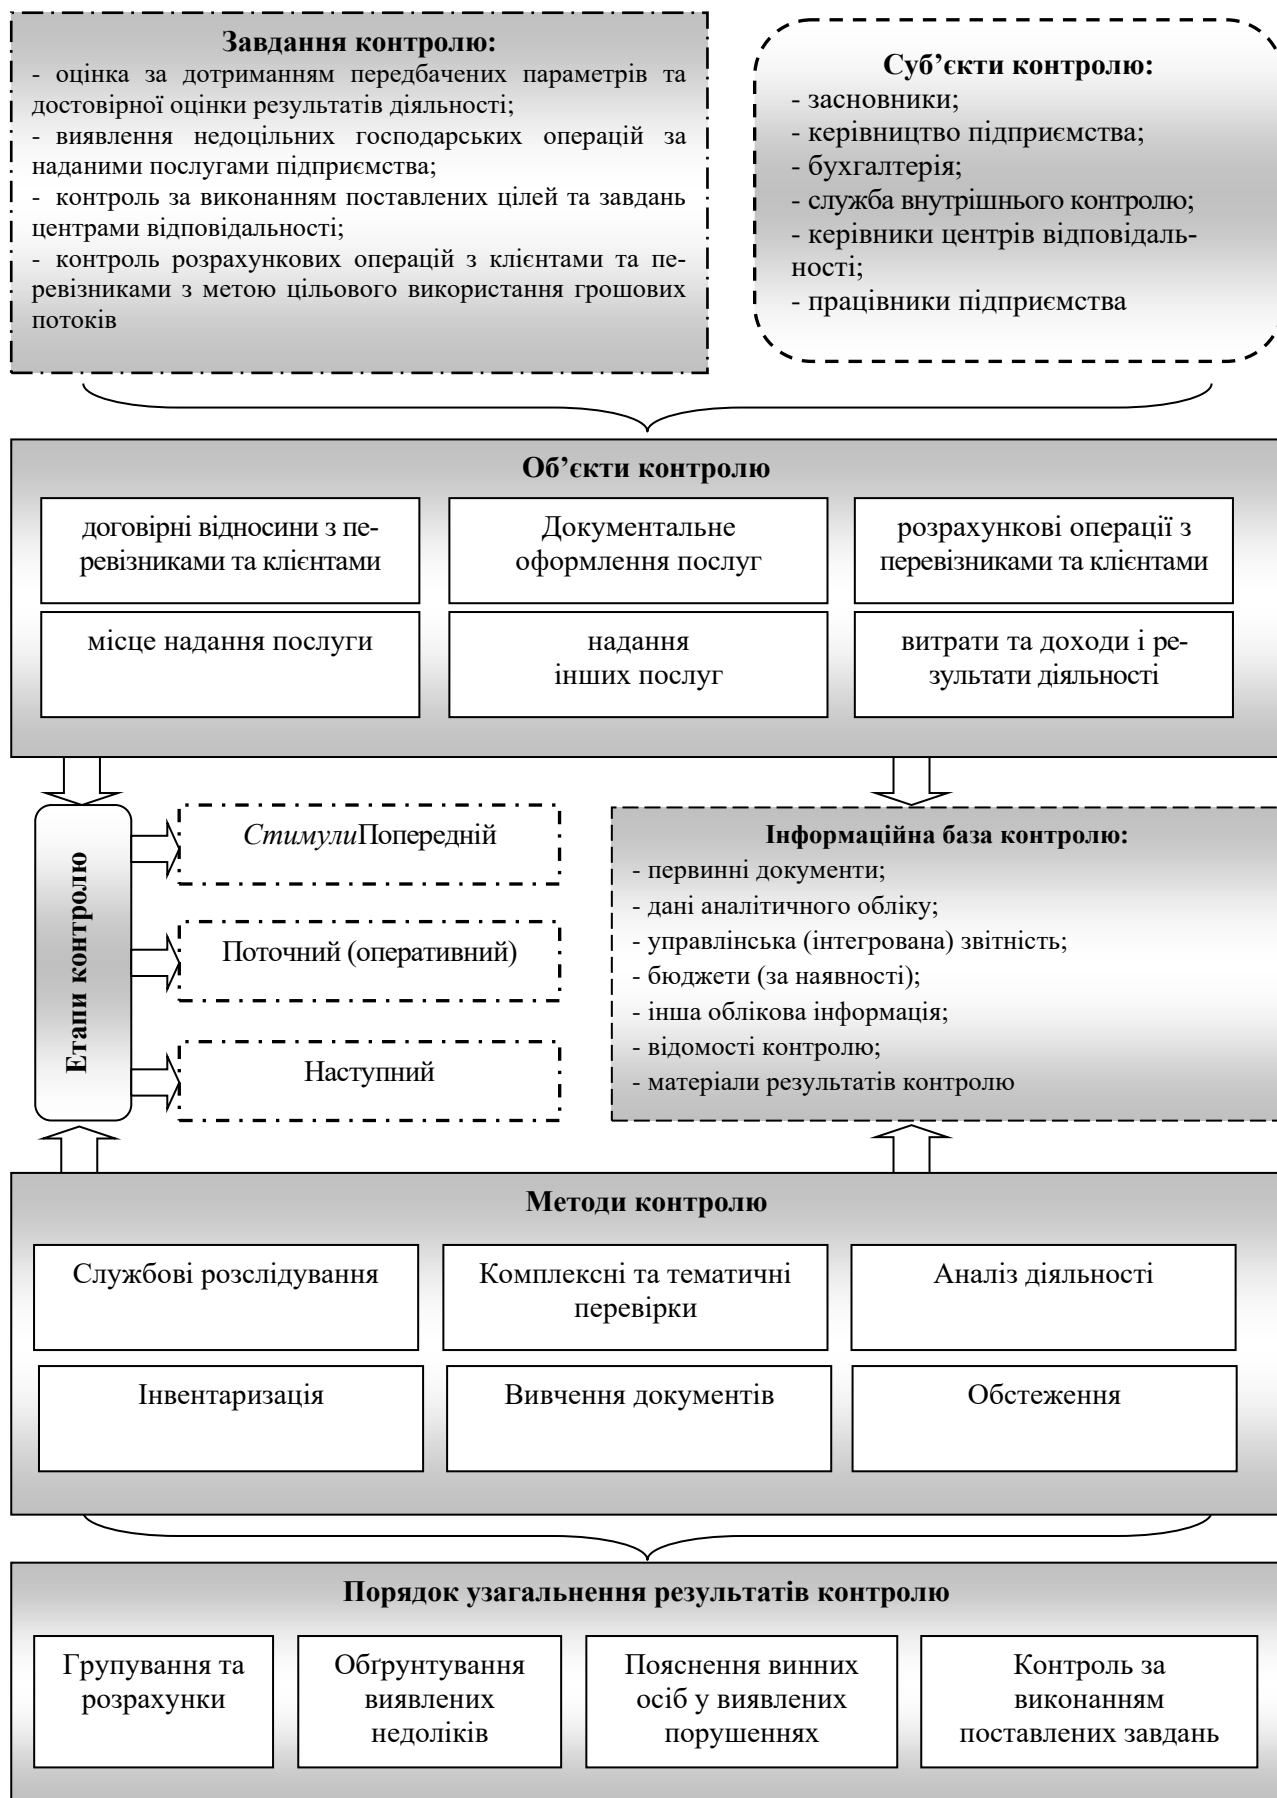 Завдання контролю:
- оцінка за дотриманням передбачених параметрів та
достовірної оцінки результатів діяльності;
- виявлення недоцільних господарських операцій за
наданими послугами підприємства;
- контроль за виконанням поставлених цілей та завдань
центрами відповідальності;
- контроль розрахункових операцій з клієнтами та пе-
ревізниками з метою цільового використання грошових
потоків
Суб’єкти контролю:
- засновники;
- керівництво підприємства;
- бухгалтерія;
- служба внутрішнього контролю;
- керівники центрів відповідаль-
ності;
- працівники підприємства
Об’єкти контролю
договірні відносини з пе-
ревізниками та клієнтами
Документальне
оформлення послуг
розрахункові операції з
перевізниками та клієнтами
місце надання послуги
надання
інших послуг
витрати та доходи і ре-
зультати діяльності
Етапи контролю
СтимулиПопередній
Поточний (оперативний)
Наступний
Інформаційна база контролю:
- первинні документи;
- дані аналітичного обліку;
- управлінська (інтегрована) звітність;
- бюджети (за наявності);
- інша облікова інформація;
- відомості контролю;
- матеріали результатів контролю
Методи контролю
Службові розслідування
Комплексні та тематичні
перевірки
Аналіз діяльності
Інвентаризація
Вивчення документів
Обстеження
Порядок узагальнення результатів контролю
Групування та
розрахунки
Обґрунтування
виявлених
недоліків
Пояснення винних
осіб у виявлених
порушеннях
Контроль за
виконанням
поставлених завдань